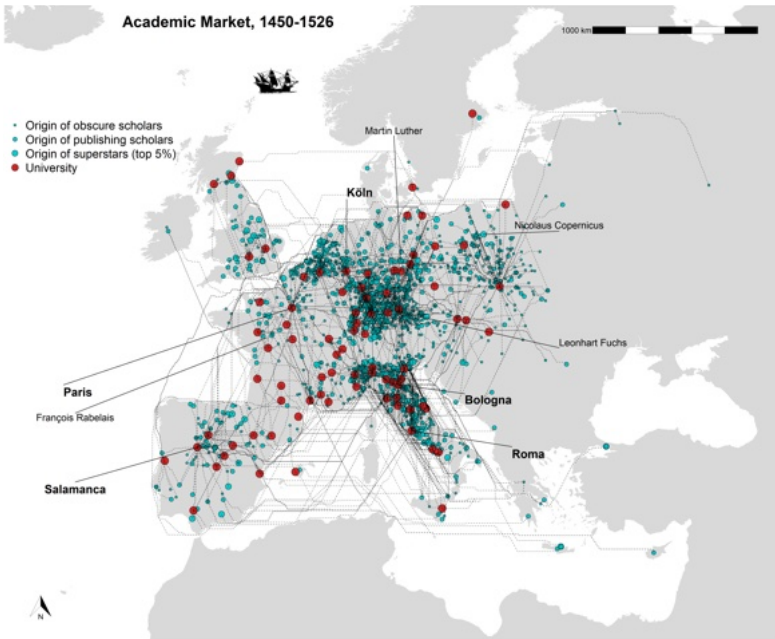 Academic Market, 1450-1526
1000 km
Origin of obscure scholars
Origin of publishing scholars
Origin of superstars (top 5%)
University
Martin Luther
Köln
Nicolaus Copernicus
Leonhart Fuchs
Paris
Bologna
François Rabelais
Roma
Salamanca
N